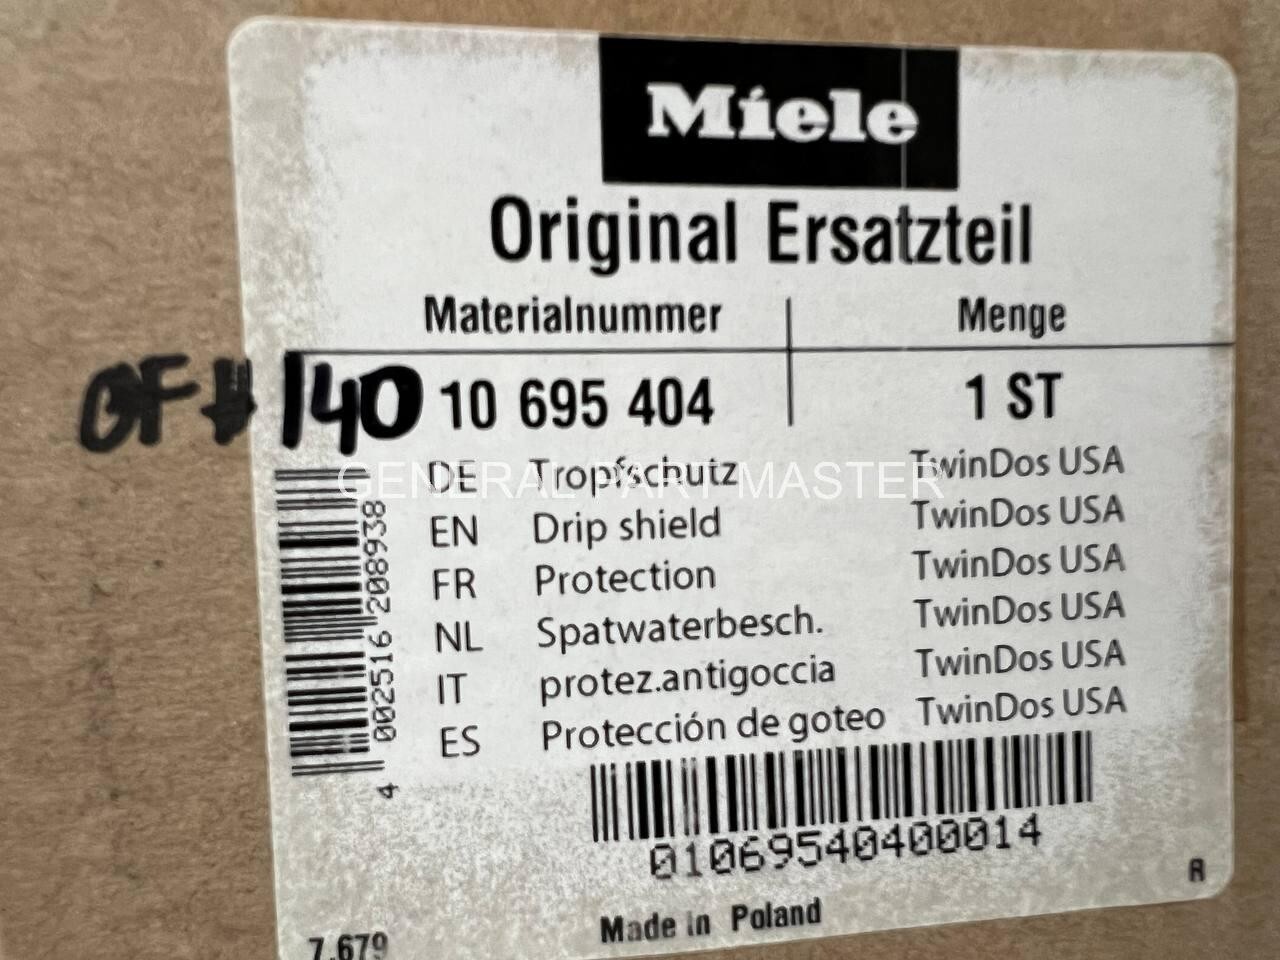 Miele
Original Ersatzteil
Materialnummer Menge
GF# 140 10 695 404 1 ST
GENERAL PART MASTER
DE Tropfschutz TwinDos USA
EN Drip shield TwinDos USA
FR Protection TwinDos USA
NL Spatwaterbesch. TwinDos USA
IT protez.antigoccia TwinDos USA
ES Protección de goteo TwinDos USA
4 002516 208938
01069540400014
R
Made in Poland
7.679